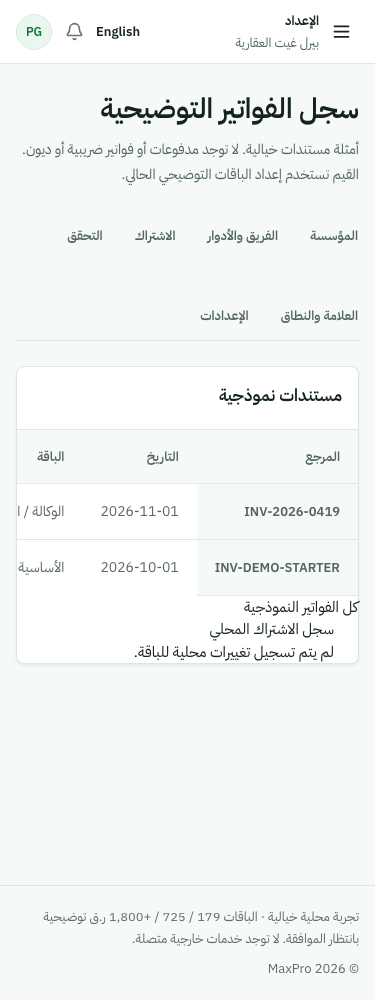 الإعداد
بيرل غيت العقارية
English
PG
سجل الفواتير التوضيحية
أمثلة مستندات خيالية. لا توجد مدفوعات أو فواتير ضريبية أو ديون.
القيم تستخدم إعداد الباقات التوضيحي الحالي.
المؤسسة الفريق والأدوار الاشتراك التحقق
العلامة والنطاق الإعدادات
مستندات نموذجية
المرجع التاريخ الباقة
INV-2026-0419 2026-11-01 الوكالة /
INV-DEMO-STARTER 2026-10-01 الأساسية
كل الفواتير النموذجية
سجل الاشتراك المحلي
لم يتم تسجيل تغييرات محلية للباقة.
تجربة محلية خيالية · الباقات 179 / 725 / +1,800 ر.ق توضيحية
بانتظار الموافقة. لا توجد خدمات خارجية متصلة.
© 2026 MaxPro